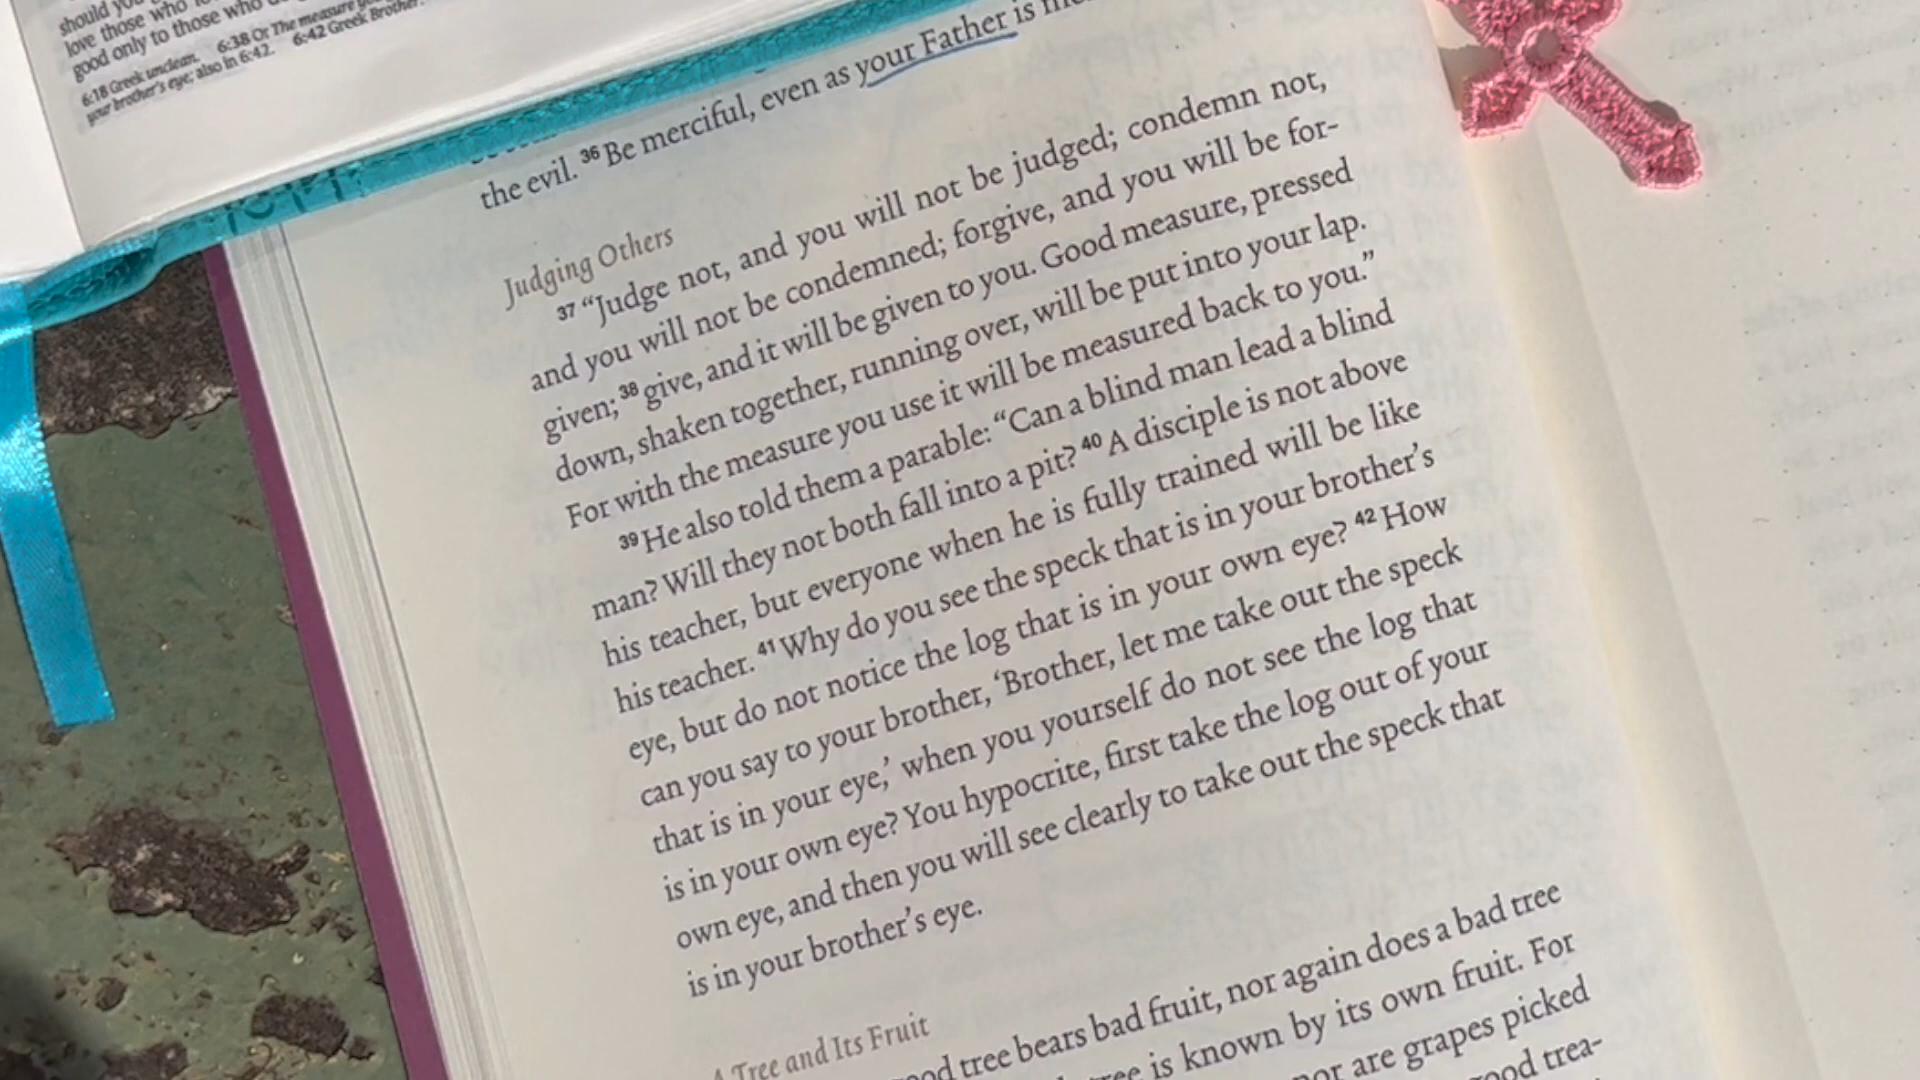 should you
love those who
good only to those who do
6:18 Greek unclean. 6:38 Or The measure you
your brother's eye; also in 6:42. 6:42 Greek Brother.
the evil. 36 Be merciful, even as your Father is
Judging Others
37 “Judge not, and you will not be judged; condemn not,
and you will not be condemned; forgive, and you will be for-
given; 38 give, and it will be given to you. Good measure, pressed
down, shaken together, running over, will be put into your lap.
For with the measure you use it will be measured back to you.”
39 He also told them a parable: “Can a blind man lead a blind
man? Will they not both fall into a pit? 40 A disciple is not above
his teacher, but everyone when he is fully trained will be like
his teacher. 41 Why do you see the speck that is in your brother’s
eye, but do not notice the log that is in your own eye? 42 How
can you say to your brother, ‘Brother, let me take out the speck
that is in your eye,’ when you yourself do not see the log that
is in your own eye? You hypocrite, first take the log out of your
own eye, and then you will see clearly to take out the speck that
is in your brother’s eye.
A Tree and Its Fruit
good tree bears bad fruit, nor again does a bad tree
tree is known by its own fruit. For
nor are grapes picked
good trea-